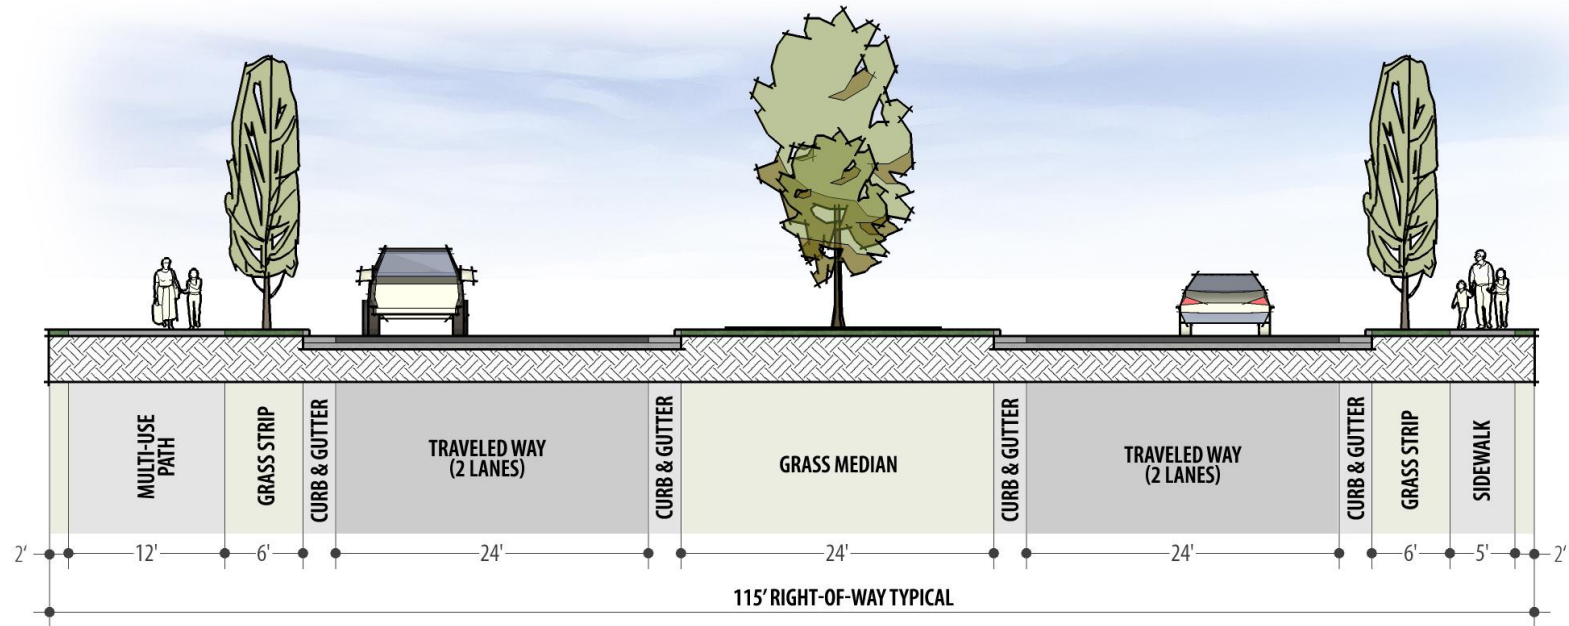 MULTI-USE
PATH
GRASS STRIP
CURB & GUTTER
TRAVELED WAY
(2 LANES)
CURB & GUTTER
GRASS MEDIAN
CURB & GUTTER
TRAVELED WAY
(2 LANES)
CURB & GUTTER
GRASS STRIP
SIDEWALK
2' 12' 6' 24' 24' 24' 6' 5' 2'
115' RIGHT-OF-WAY TYPICAL